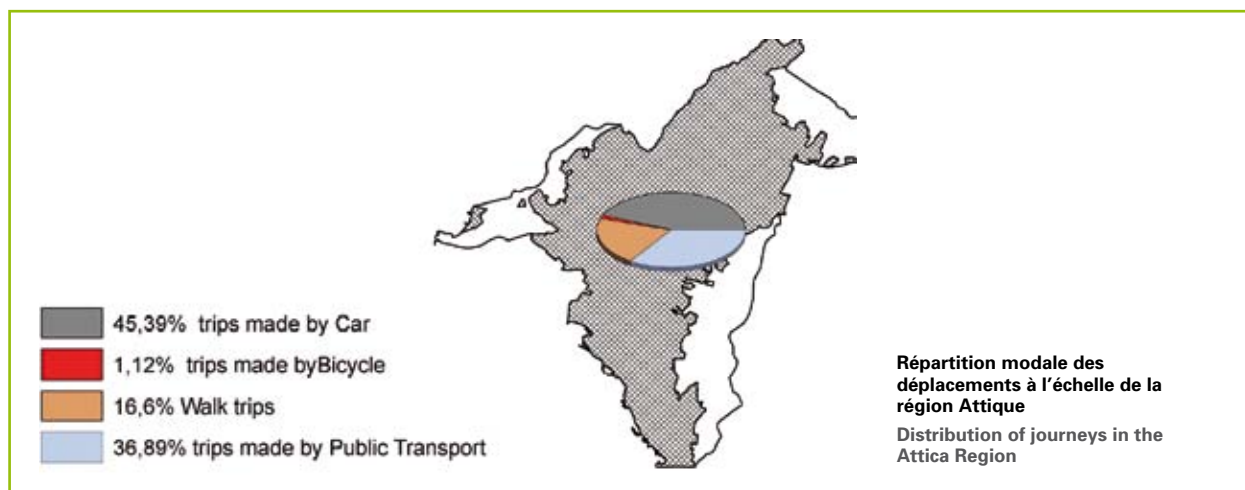 45,39% trips made by Car
1,12% trips made byBicycle
16,6% Walk trips
36,89% trips made by Public Transport
Répartition modale des
déplacements à l'échelle de la
région Attique
Distribution of journeys in the
Attica Region